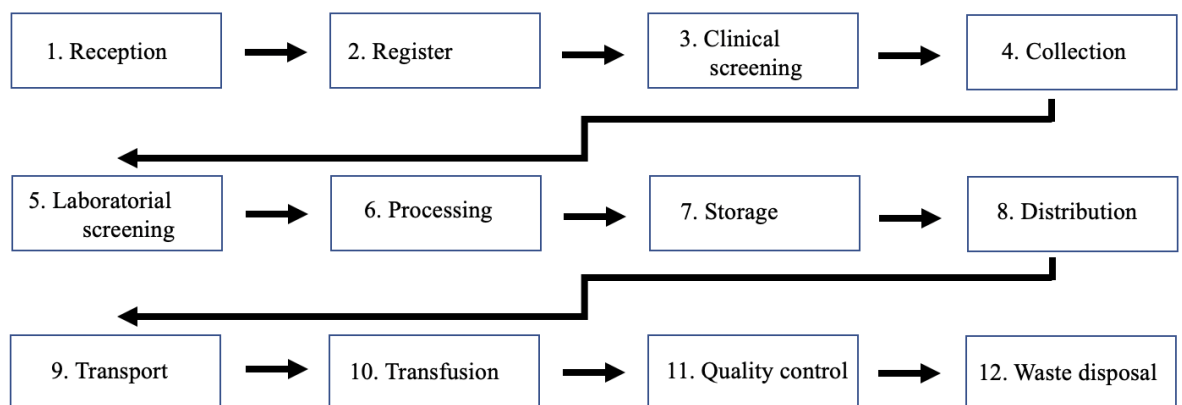 1. Reception
2. Register
3. Clinical
screening
4. Collection
5. Laboratorial
screening
6. Processing
7. Storage
8. Distribution
9. Transport
10. Transfusion
11. Quality control
12. Waste disposal